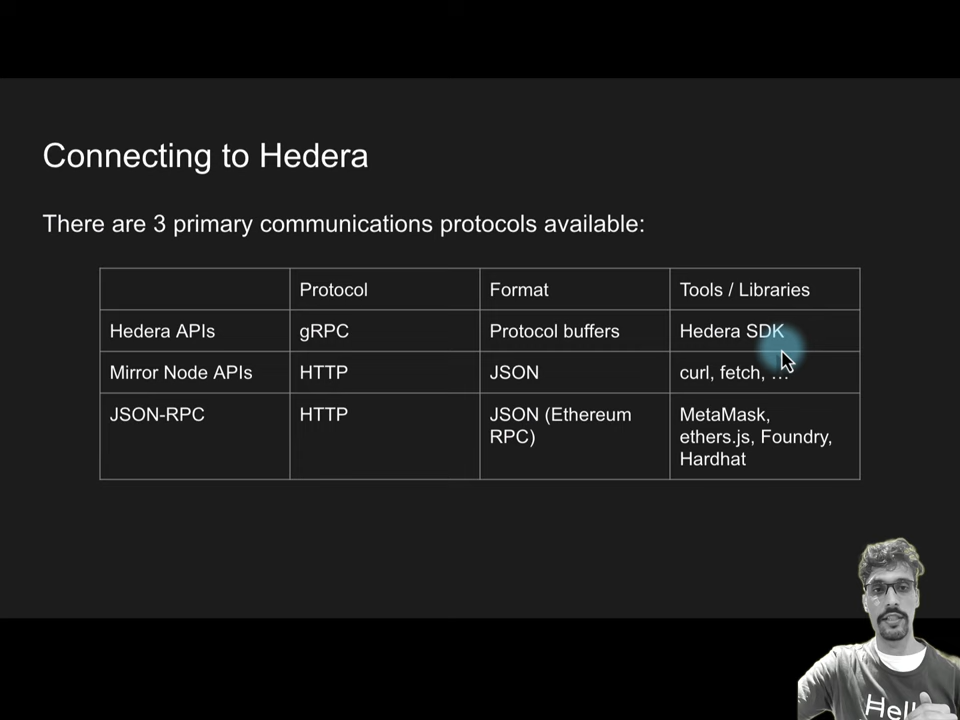 Connecting to Hedera
There are 3 primary communications protocols available:
Protocol Format Tools / Libraries
Hedera APIs gRPC Protocol buffers Hedera SDK
Mirror Node APIs HTTP JSON curl, fetch, ...
JSON-RPC HTTP JSON (Ethereum RPC) MetaMask, ethers.js, Foundry, Hardhat